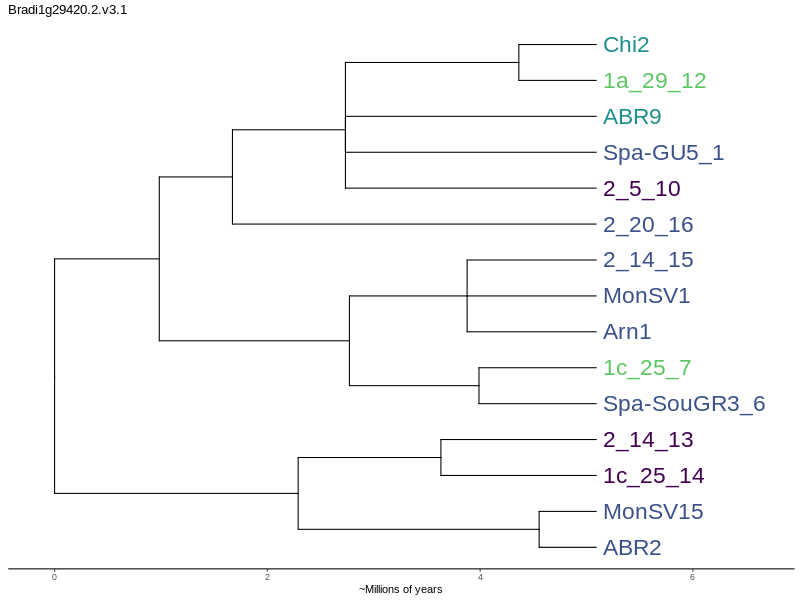 Bradi1g29420.2.v3.1
Chi2
1a_29_12
ABR9
Spa-GU5_1
2_5_10
2_20_16
2_14_15
MonSV1
Arn1
1c_25_7
Spa-SouGR3_6
2_14_13
1c_25_14
MonSV15
ABR2
0 2 4 6
~Millions of years